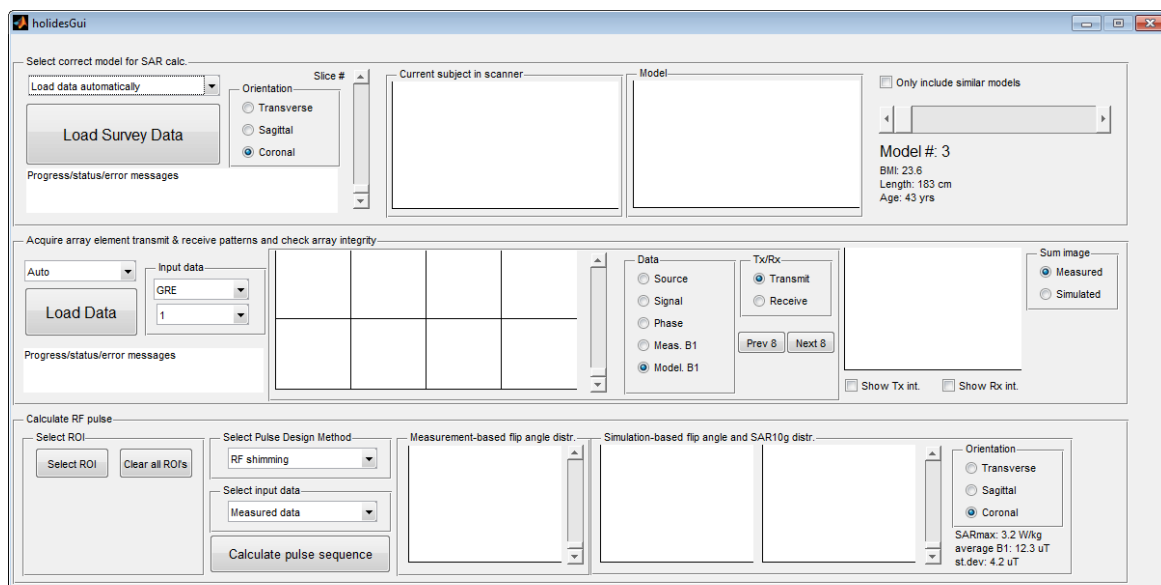 holidesGui
Select correct model for SAR calc.
Load data automatically
Load Survey Data
Progress/status/error messages
Slice #
Orientation
Transverse
Sagittal
Coronal
Current subject in scanner
Model
Only include similar models
Model #: 3
BMI: 23.6
Length: 183 cm
Age: 43 yrs
Acquire array element transmit & receive patterns and check array integrity
Auto
Load Data
Progress/status/error messages
Input data
GRE
1
Data
Source
Signal
Phase
Meas. B1
Model. B1
Tx/Rx
Transmit
Receive
Prev 8
Next 8
Show Tx int.
Show Rx int.
Sum image
Measured
Simulated
Calculate RF pulse
Select ROI
Select ROI
Clear all ROI's
Select Pulse Design Method
RF shimming
Select input data
Measured data
Calculate pulse sequence
Measurement-based flip angle distr.
Simulation-based flip angle and SAR10g distr.
Orientation
Transverse
Sagittal
Coronal
SARmax: 3.2 W/kg
average B1: 12.3 uT
st.dev: 4.2 uT